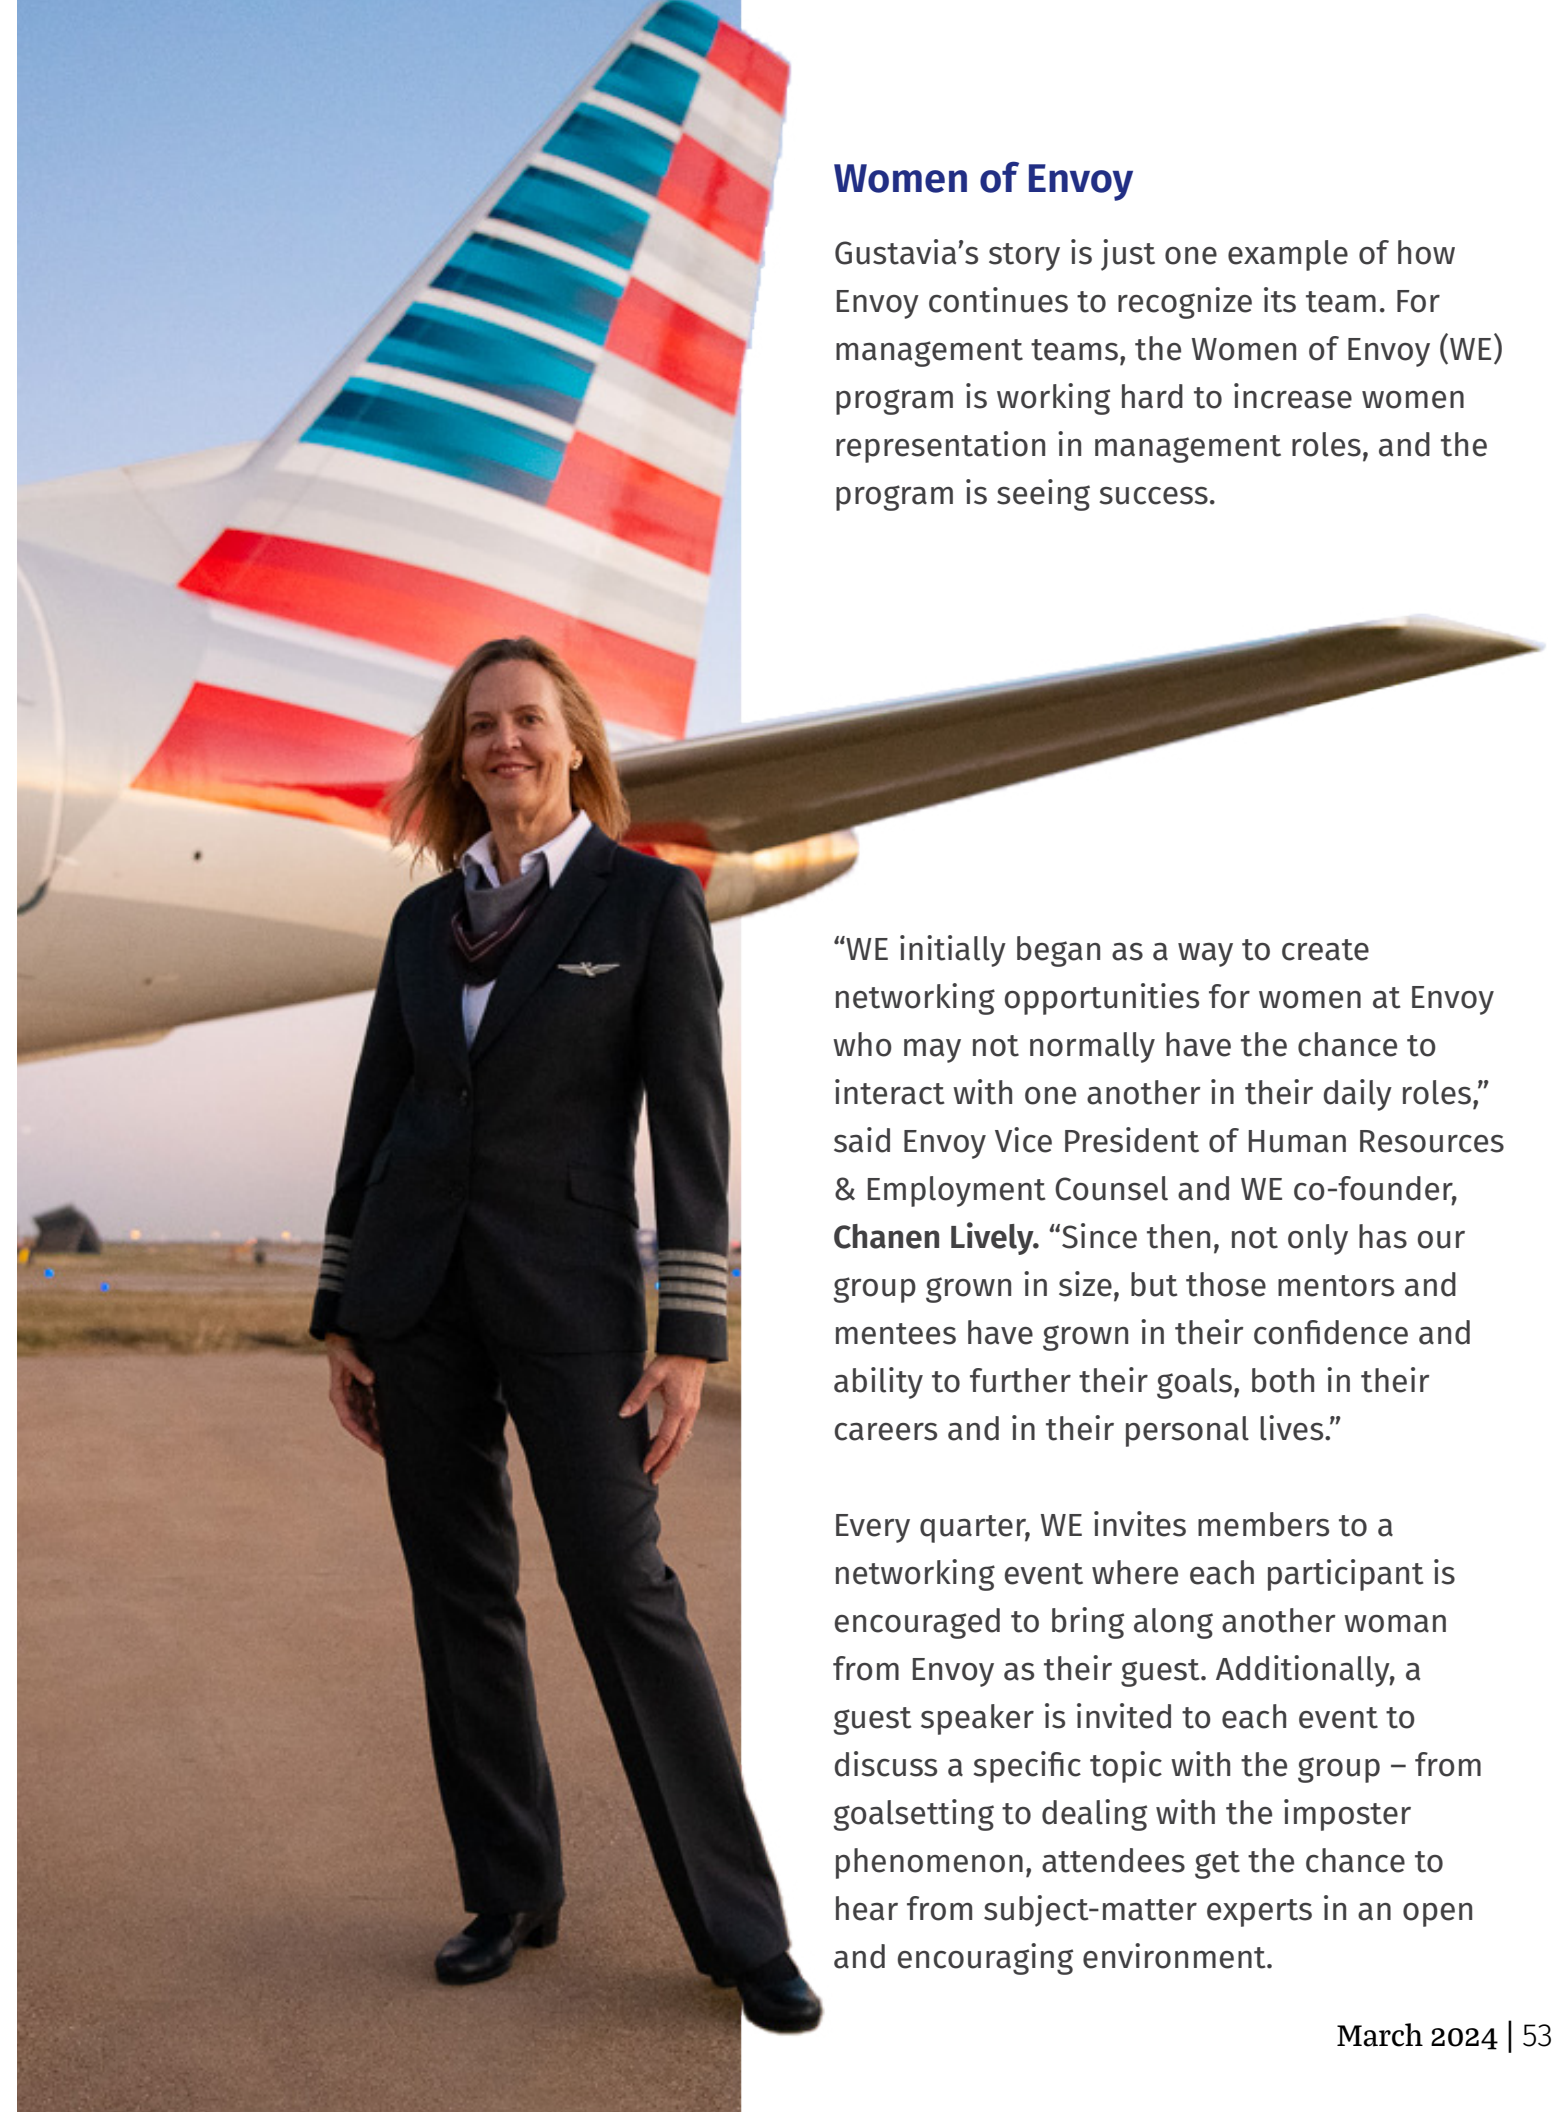 Women of Envoy
Gustavia’s story is just one example of how
Envoy continues to recognize its team. For
management teams, the Women of Envoy (WE)
program is working hard to increase women
representation in management roles, and the
program is seeing success.
“WE initially began as a way to create
networking opportunities for women at Envoy
who may not normally have the chance to
interact with one another in their daily roles,”
said Envoy Vice President of Human Resources
& Employment Counsel and WE co-founder,
Chanen Lively. “Since then, not only has our
group grown in size, but those mentors and
mentees have grown in their confidence and
ability to further their goals, both in their
careers and in their personal lives.”
Every quarter, WE invites members to a
networking event where each participant is
encouraged to bring along another woman
from Envoy as their guest. Additionally, a
guest speaker is invited to each event to
discuss a specific topic with the group – from
goalsetting to dealing with the imposter
phenomenon, attendees get the chance to
hear from subject-matter experts in an open
and encouraging environment.
March 2024 | 53